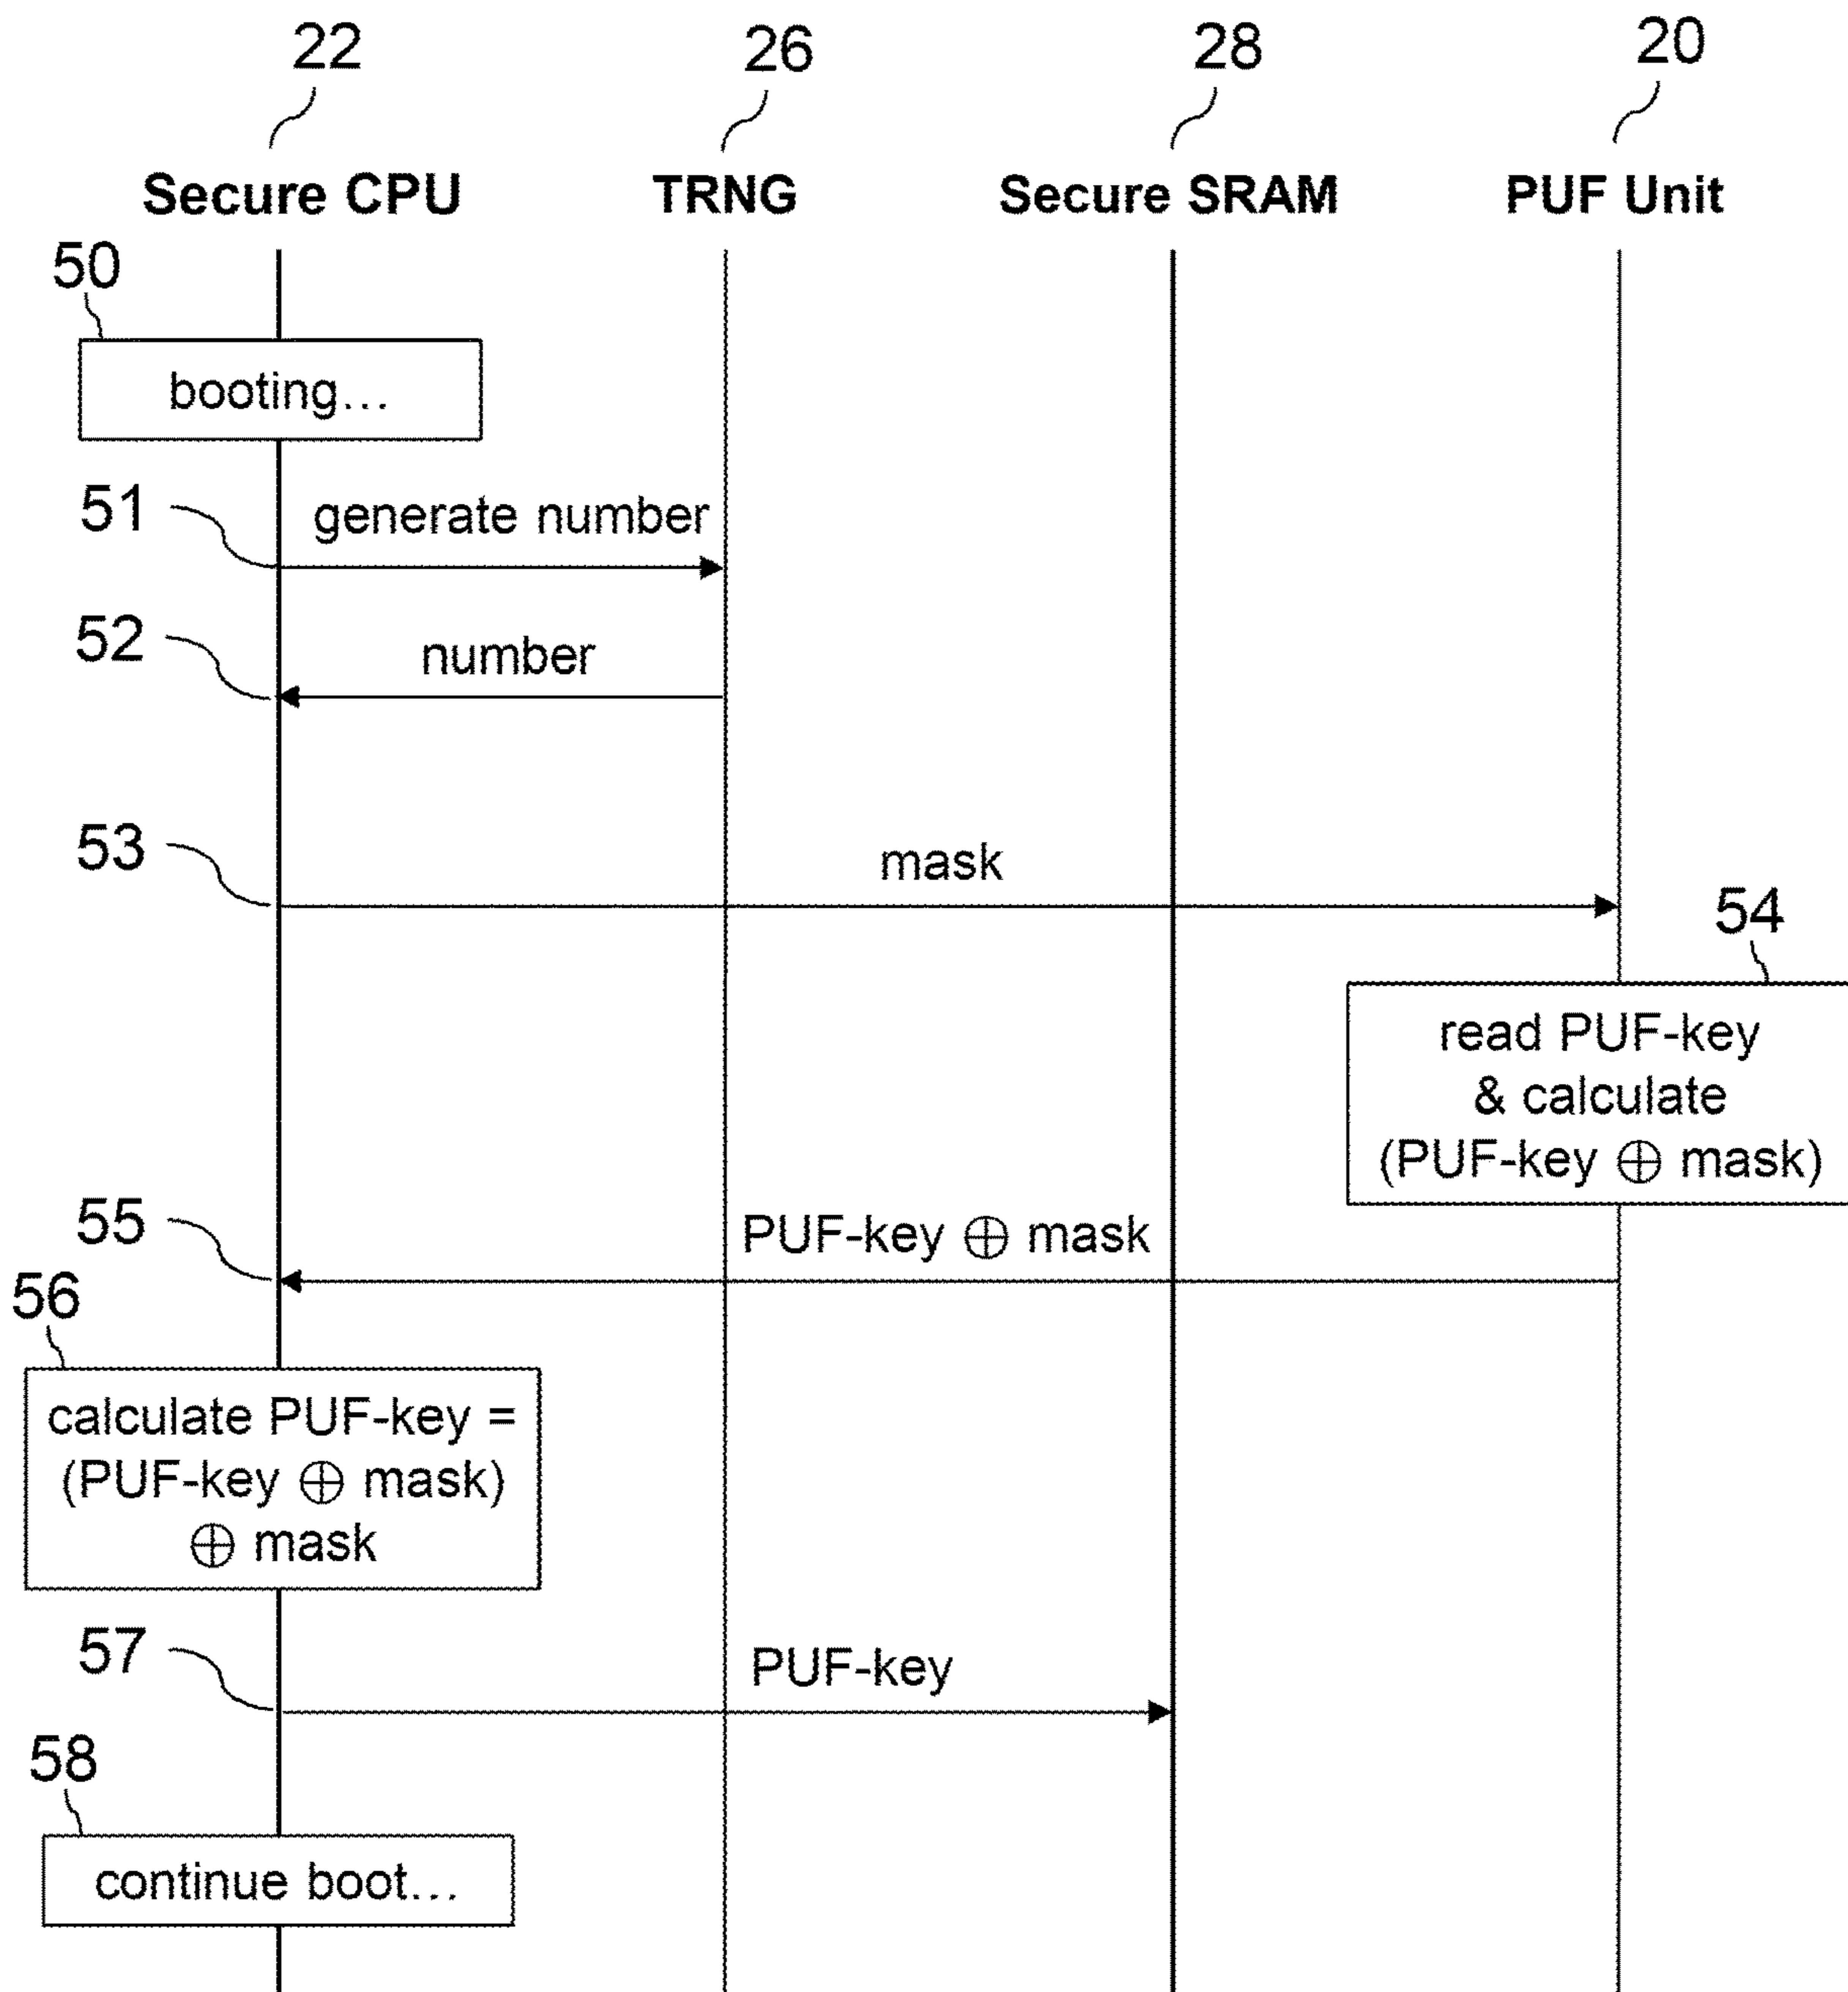 22
26
28
20
Secure CPU
TRNG
Secure SRAM
PUF Unit
50
booting...
51
generate number
52
number
53
mask
54
read PUF-key
& calculate
(PUF-key ⊕ mask)
55
PUF-key ⊕ mask
56
calculate PUF-key =
(PUF-key ⊕ mask)
⊕ mask
57
PUF-key
58
continue boot...